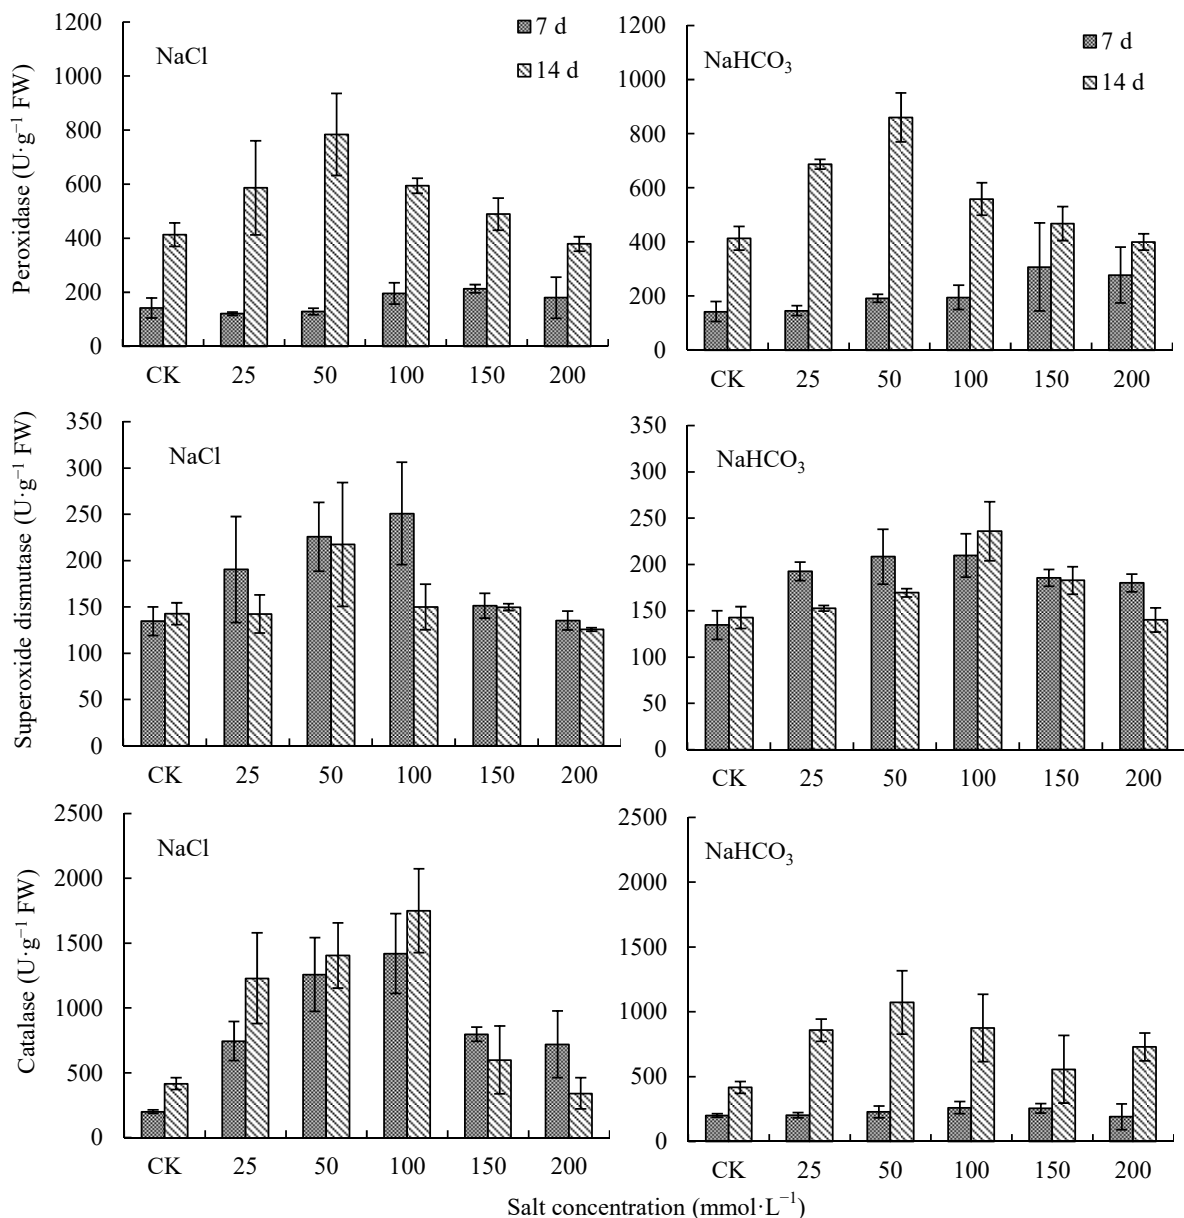 Peroxidase (U·g⁻¹ FW)
1200
1000
800
600
400
200
0
NaCl
7 d
14 d
CK 25 50 100 150 200
1200
1000
800
600
400
200
0
NaHCO₃
7 d
14 d
CK 25 50 100 150 200
Superoxide dismutase (U·g⁻¹ FW)
350
300
250
200
150
100
50
0
NaCl
CK 25 50 100 150 200
350
300
250
200
150
100
50
0
NaHCO₃
CK 25 50 100 150 200
Catalase (U·g⁻¹ FW)
2500
2000
1500
1000
500
0
NaCl
CK 25 50 100 150 200
2500
2000
1500
1000
500
0
NaHCO₃
CK 25 50 100 150 200
Salt concentration (mmol·L⁻¹)